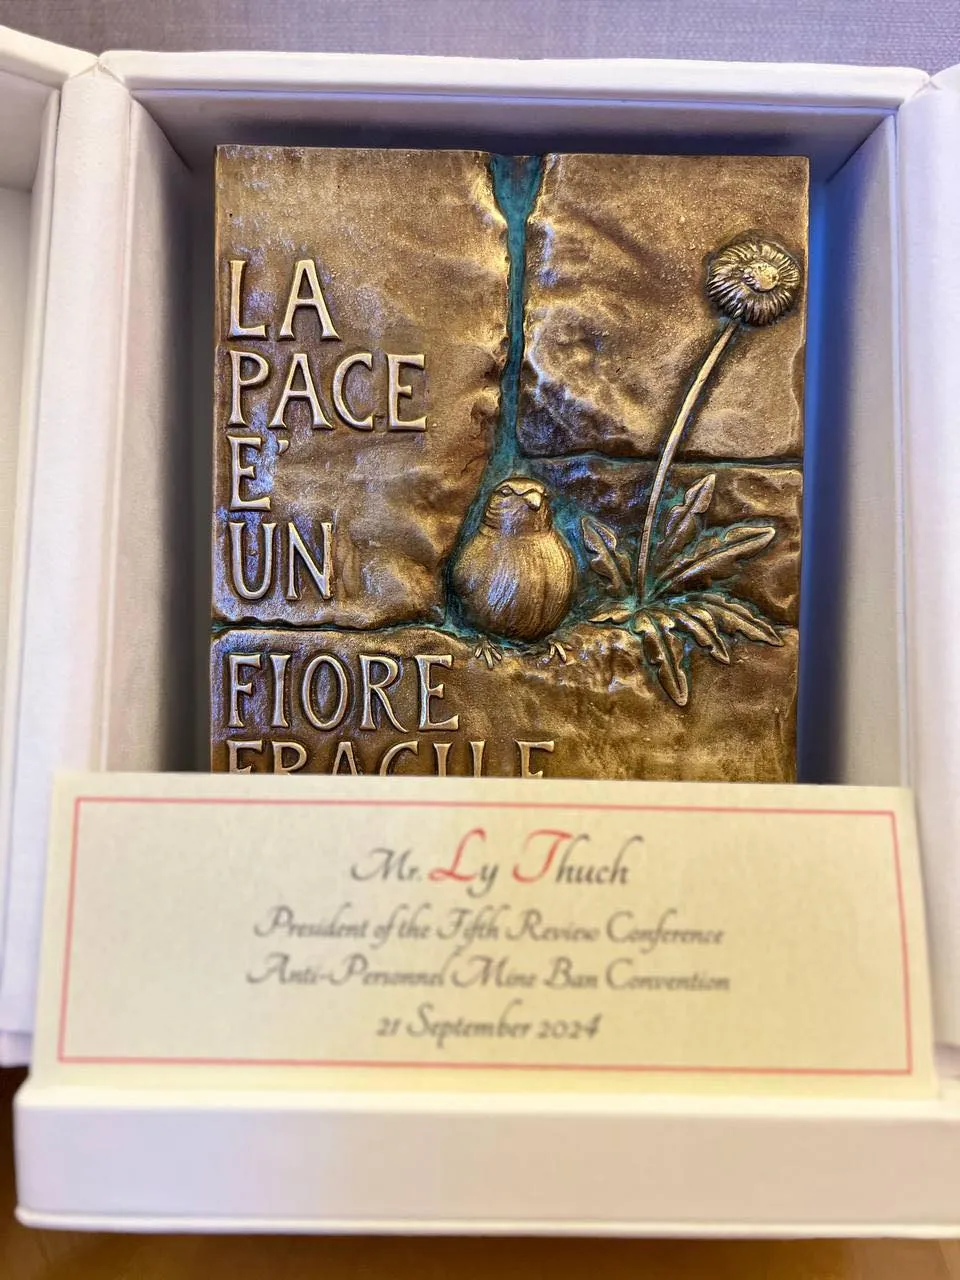 LA
PACE
E'
UN
FIORE
FRAGILE
Mr. Ly Thuch
President of the Fifth Review Conference
Anti-Personnel Mine Ban Convention
21 September 2024